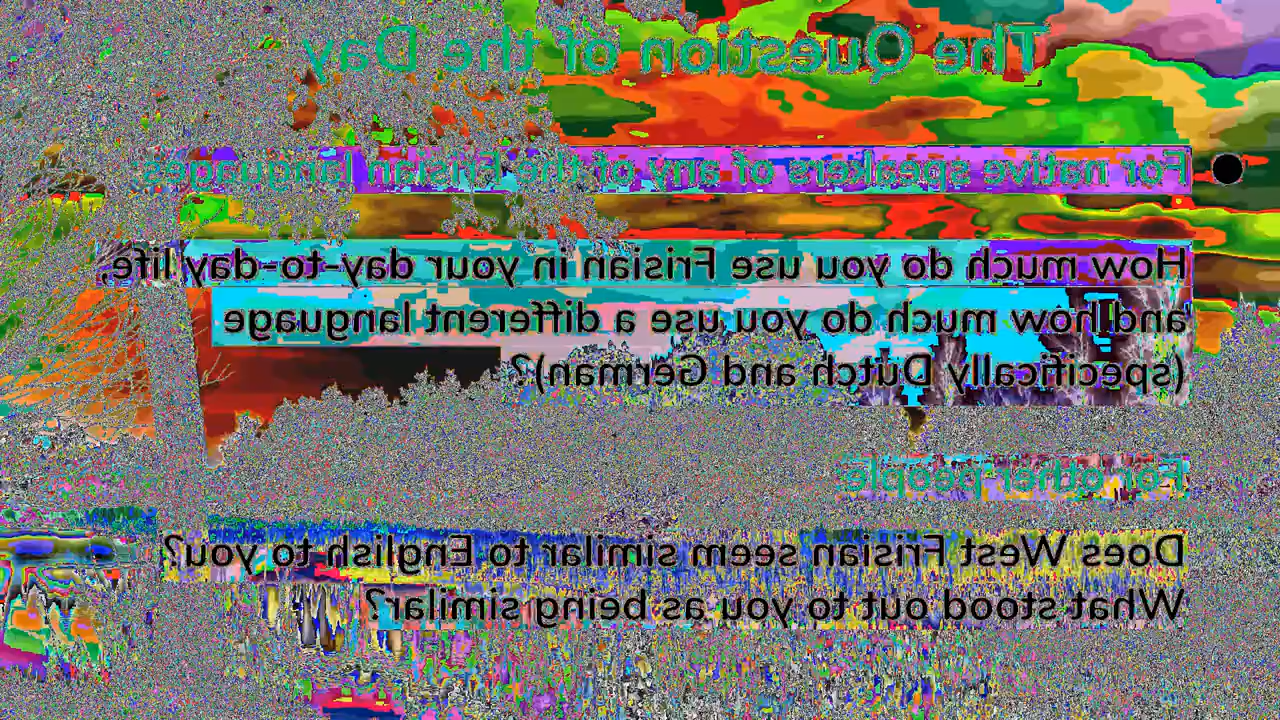 The Question of the Day
For native speakers of any of the Frisian languages
How much do you use Frisian in your day-to-day life,
and how much do you use a different language
(specifically Dutch and German)?
For other people
Does West Frisian seem similar to English to you?
What stood out to you as being similar?